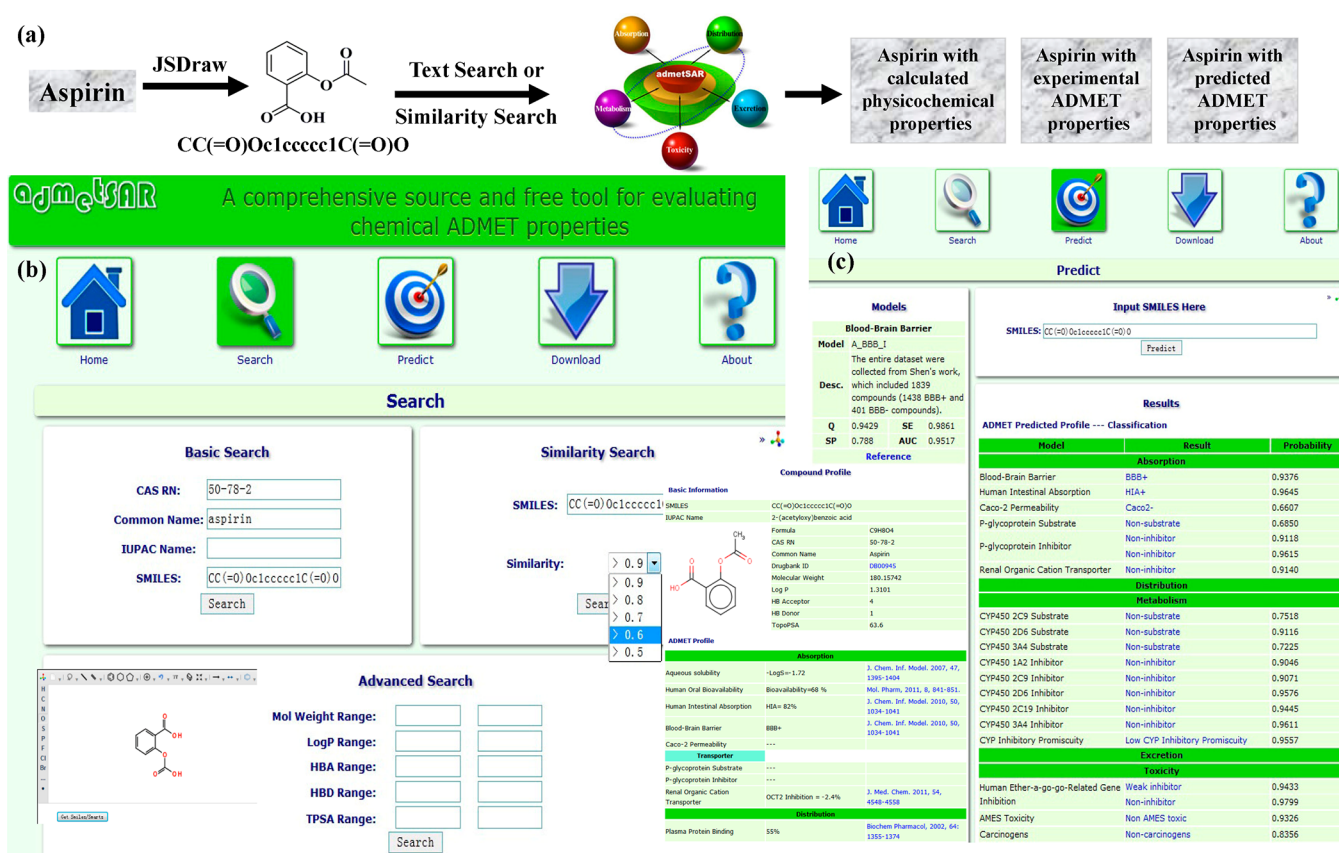 (a)
Aspirin
JSDraw
O
O
O
OH
CC(=O)Oc1ccccc1C(=O)O
Text Search or
Similarity Search
Absorption
Distribution
admetSAR
Metabolism
Excretion
Toxicity
Aspirin with
calculated
physicochemical
properties
Aspirin with
experimental
ADMET
properties
Aspirin with
predicted
ADMET
properties
admetSAR
A comprehensive source and free tool for evaluating
chemical ADMET properties
(b)
Home
Search
Predict
Download
About
Search
Basic Search
CAS RN: 50-78-2
Common Name: aspirin
IUPAC Name:
SMILES: CC(=O)Oc1ccccc1C(=O)O
Search
Similarity Search
»
SMILES: CC(=O)Oc1ccccc1(
Similarity: > 0.9
> 0.9
> 0.8
> 0.7
> 0.6
> 0.5
Sear
H
C
N
O
S
P
F
Cl
Br
...
O
OH
O
O
OH
Get Smiles/Smarts
Advanced Search
Mol Weight Range:
LogP Range:
HBA Range:
HBD Range:
TPSA Range:
Search
Compound Profile
Basic Information
SMILES CC(=O)Oc1ccccc1C(=O)O
IUPAC Name 2-(acetyloxy)benzoic acid
CH3
O
O
O
HO
Formula C9H8O4
CAS RN 50-78-2
Common Name Aspirin
Drugbank ID DB00945
Molecular Weight 180.15742
Log P 1.3101
HB Acceptor 4
HB Donor 1
TopoPSA 63.6
ADMET Profile
Absorption
Aqueous solubility -LogS=-1.72 J. Chem. Inf. Model. 2007, 47,
1395-1404
Human Oral Bioavailability Bioavailability=68 % Mol. Pharm, 2011, 8, 841-851.
Human Intestinal Absorption HIA= 82% J. Chem. Inf. Model. 2010, 50,
1034-1041
Blood-Brain Barrier BBB+ J. Chem. Inf. Model. 2010, 50,
1034-1041
Caco-2 Permeability ---
Transporter
P-glycoprotein Substrate ---
P-glycoprotein Inhibitor ---
Renal Organic Cation
Transporter OCT2 Inhibition = -2.4% J. Med. Chem. 2011, 54,
4548-4558
Distribution
Plasma Protein Binding 55% Biochem Pharmacol, 2002, 64:
1355-1374
Home
Search
Predict
Download
About
(c)
Predict
Models
Blood-Brain Barrier
Model A_BBB_I
Desc. The entire dataset were
collected from Shen's work,
which included 1839
compounds (1438 BBB+ and
401 BBB- compounds).
Q 0.9429 SE 0.9861
SP 0.788 AUC 0.9517
Reference
Input SMILES Here
»
SMILES: CC(=O)Oc1ccccc1C(=O)O
Predict
Results
ADMET Predicted Profile --- Classification
Model Result Probability
Absorption
Blood-Brain Barrier BBB+ 0.9376
Human Intestinal Absorption HIA+ 0.9645
Caco-2 Permeability Caco2- 0.6607
P-glycoprotein Substrate Non-substrate 0.6850
P-glycoprotein Inhibitor Non-inhibitor 0.9118
Non-inhibitor 0.9615
Renal Organic Cation Transporter Non-inhibitor 0.9140
Distribution
Metabolism
CYP450 2C9 Substrate Non-substrate 0.7518
CYP450 2D6 Substrate Non-substrate 0.9116
CYP450 3A4 Substrate Non-substrate 0.7225
CYP450 1A2 Inhibitor Non-inhibitor 0.9046
CYP450 2C9 Inhibitor Non-inhibitor 0.9071
CYP450 2D6 Inhibitor Non-inhibitor 0.9576
CYP450 2C19 Inhibitor Non-inhibitor 0.9445
CYP450 3A4 Inhibitor Non-inhibitor 0.9611
CYP Inhibitory Promiscuity Low CYP Inhibitory Promiscuity 0.9557
Excretion
Toxicity
Human Ether-a-go-go-Related Gene Weak inhibitor 0.9433
Inhibition Non-inhibitor 0.9799
AMES Toxicity Non AMES toxic 0.9326
Carcinogens Non-carcinogens 0.8356